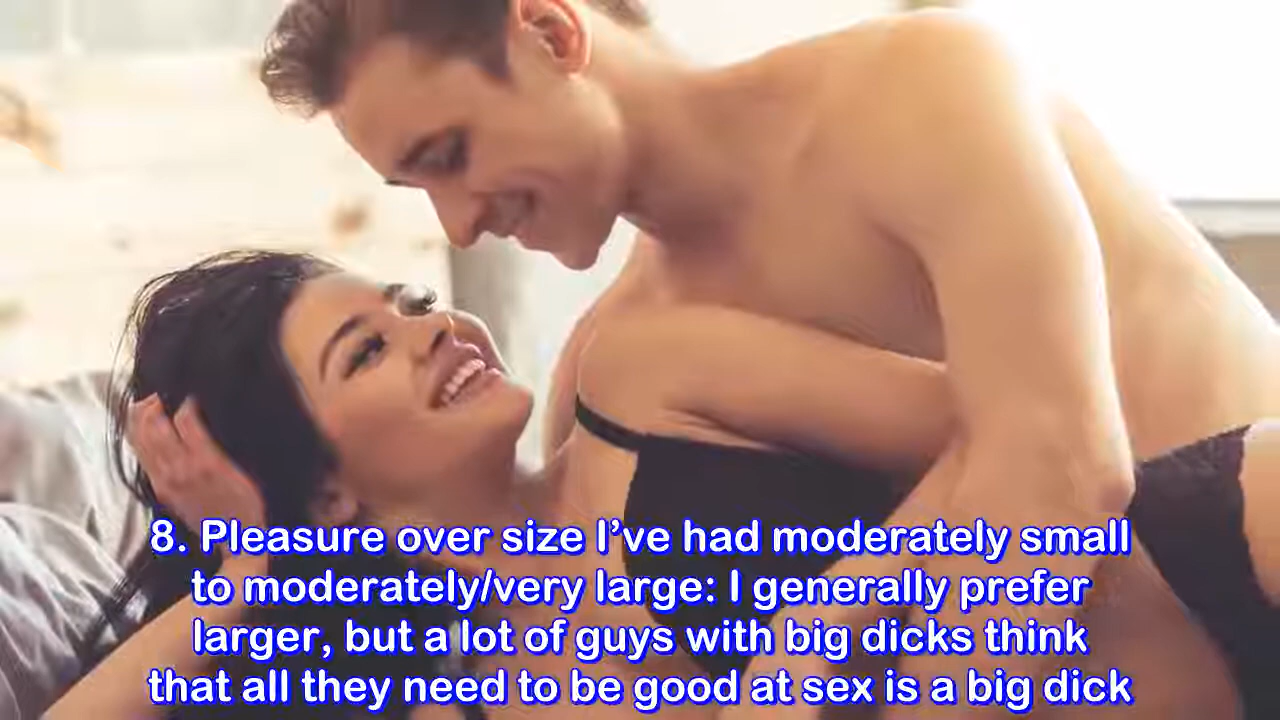 8. Pleasure over size I’ve had moderately small
to moderately/very large: I generally prefer
larger, but a lot of guys with big dicks think
that all they need to be good at sex is a big dick